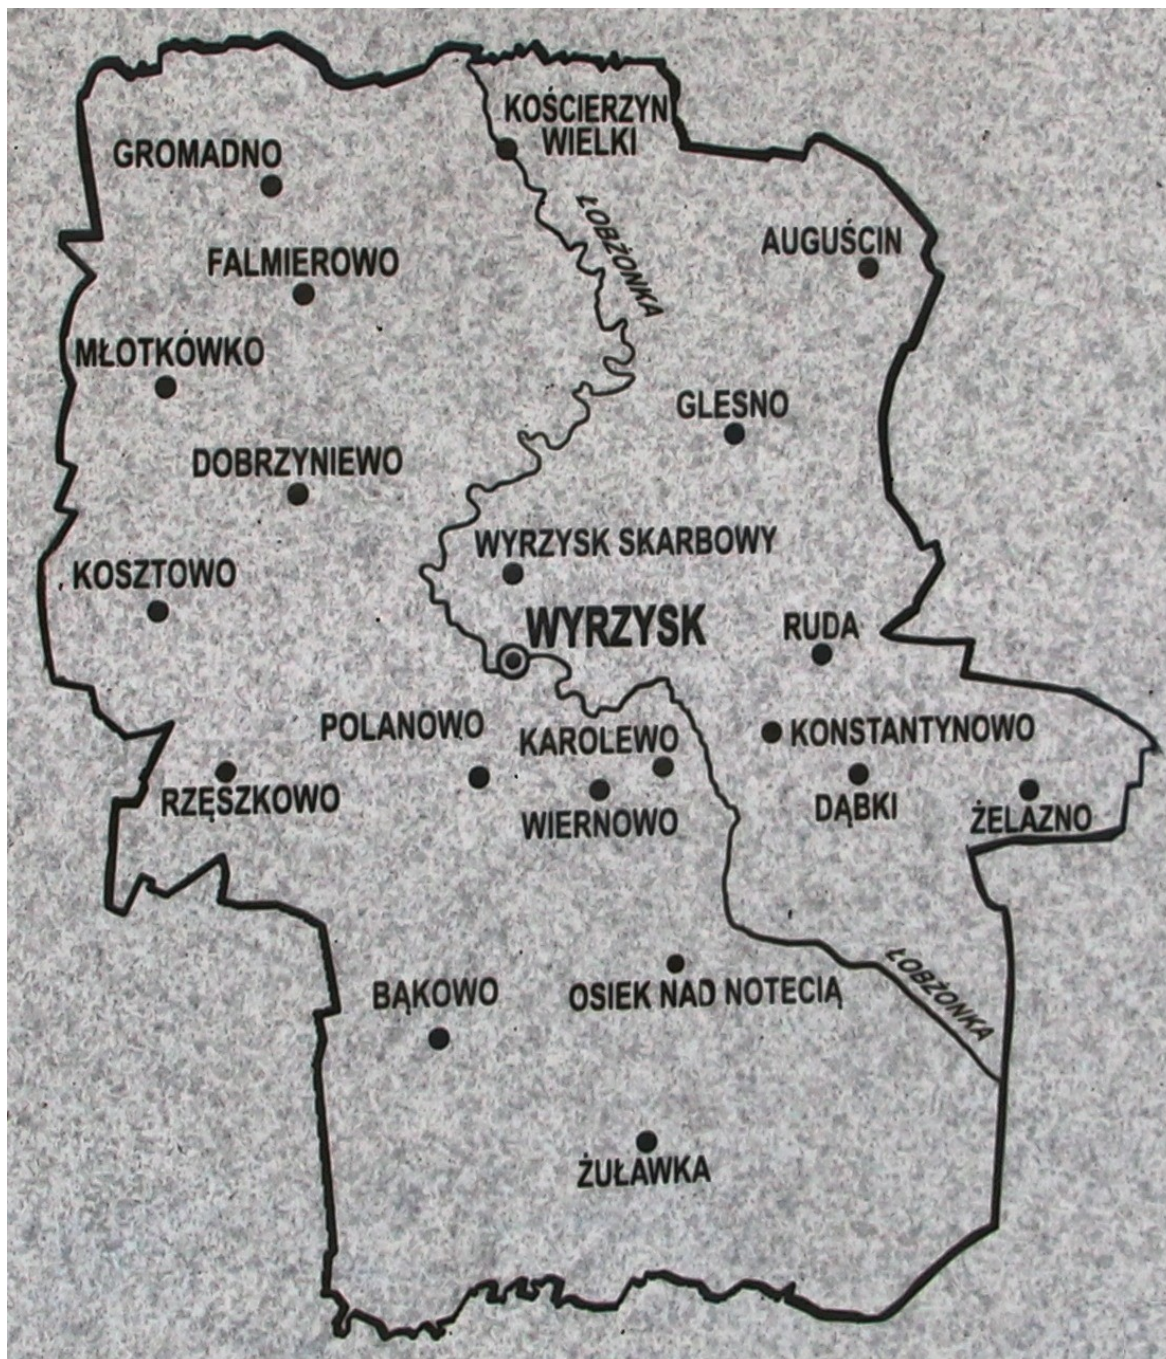 KOŚCIERZYN
WIELKI
GROMADNO
ŁOBŻONKA
AUGUŚCIN
FALMIEROWO
MŁOTKÓWKO
GLESNO
DOBRZYNIEWO
WYRZYSK SKARBOWY
KOSZTOWO
WYRZYSK
RUDA
POLANOWO
KAROLEWO
KONSTANTYNOWO
RZĘSZKOWO
WIERNOWO
DĄBKI
ŻELAZNO
BĄKOWO
OSIEK NAD NOTECIĄ
ŁOBŻONKA
ŻUŁAWKA